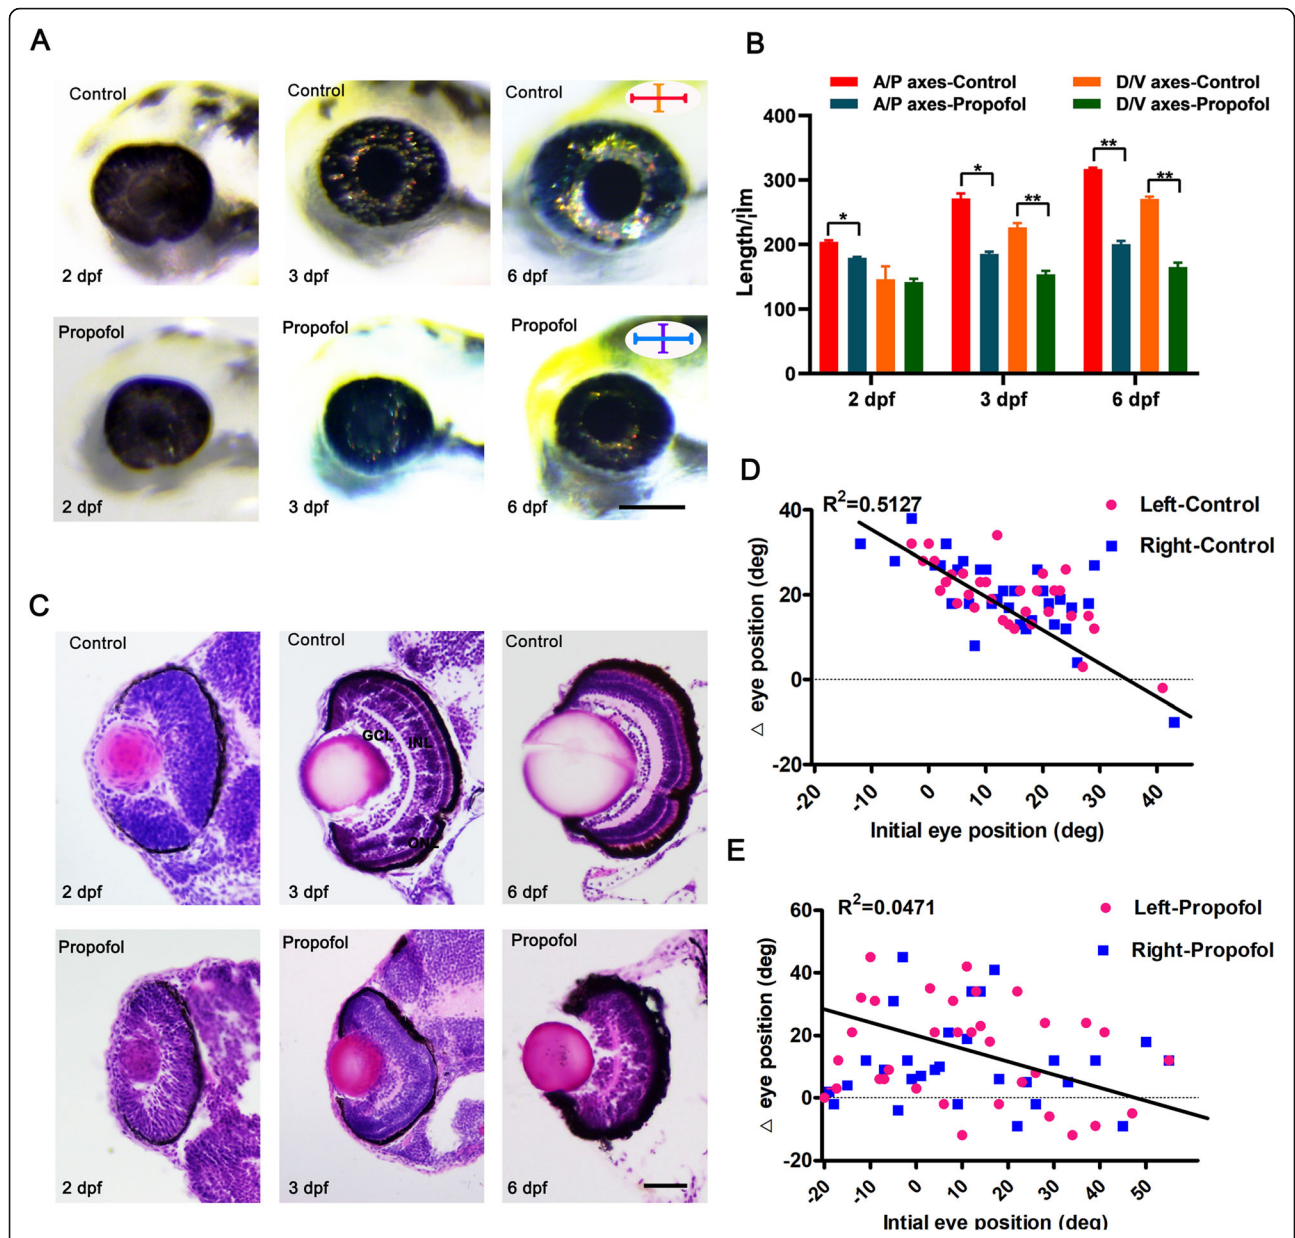 A
Control
2 dpf
Control
3 dpf
Control
6 dpf
Propofol
2 dpf
Propofol
3 dpf
Propofol
6 dpf
B
A/P axes-Control
D/V axes-Control
A/P axes-Propofol
D/V axes-Propofol
400
300
200
100
0
Length/µm
*
*
**
**
**
2 dpf
3 dpf
6 dpf
C
Control
2 dpf
Control
GCL
INL
ONL
3 dpf
Control
6 dpf
Propofol
2 dpf
Propofol
3 dpf
Propofol
6 dpf
D
R²=0.5127
Left-Control
Right-Control
40
20
0
-20
△ eye position (deg)
-20
-10
0
10
20
30
40
Initial eye position (deg)
E
R²=0.0471
Left-Propofol
Right-Propofol
60
40
20
0
-20
△ eye position (deg)
-20
-10
0
10
20
30
40
50
Intial eye position (deg)